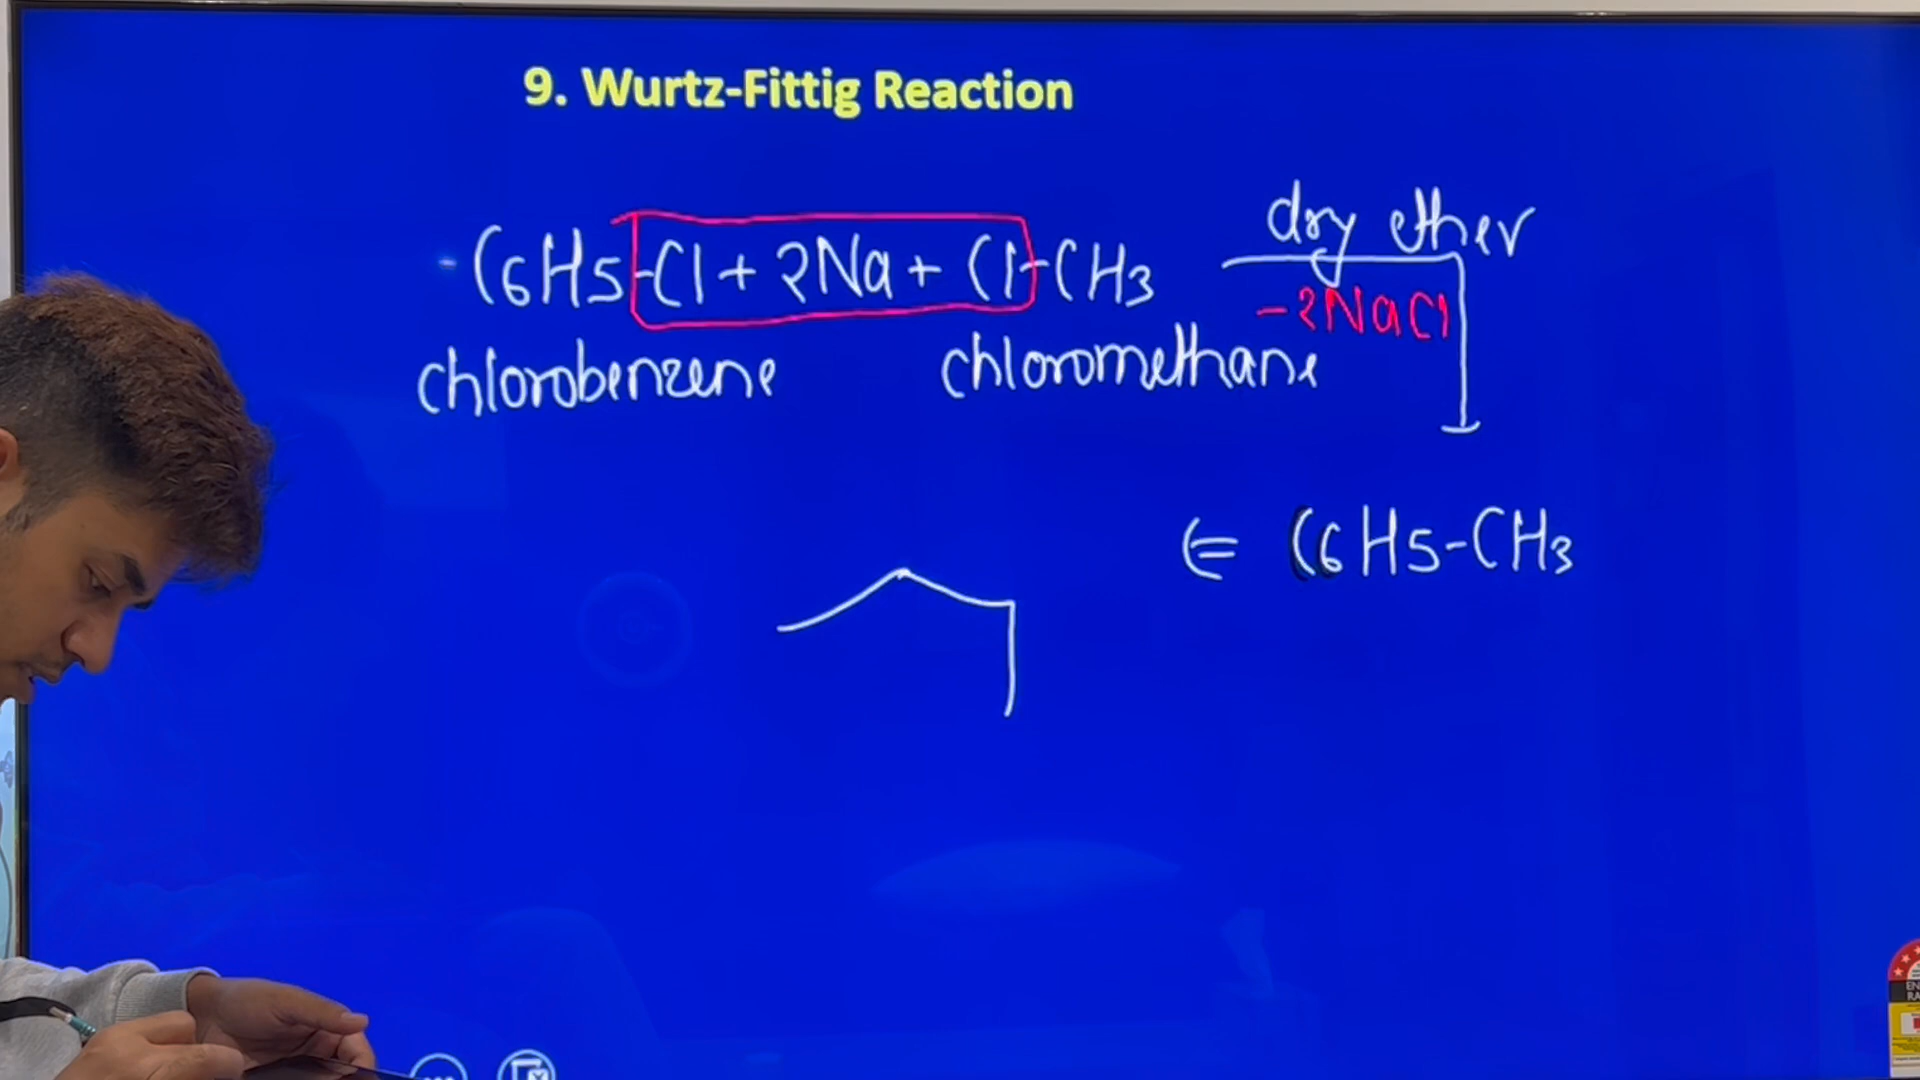 9. Wurtz-Fittig Reaction
dry ether
- C6H5-Cl + 2Na + Cl-CH3
-2NaCl
chlorobenzene chloromethane
⇐ C6H5-CH3